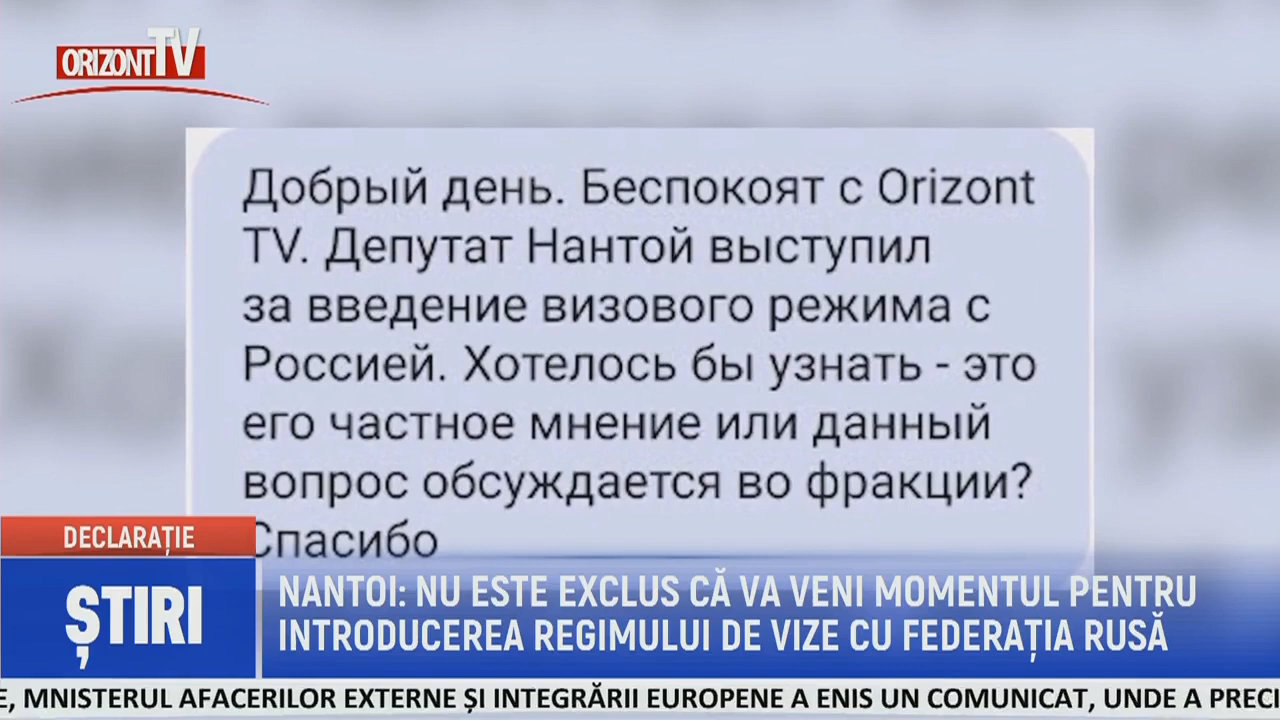 ORIZONTTV
Добрый день. Беспокоят с Orizont
TV. Депутат Нантой выступил
за введение визового режима с
Россией. Хотелось бы узнать - это
его частное мнение или данный
вопрос обсуждается во фракции?
Спасибо
DECLARAȚIE
ȘTIRI
NANTOI: NU ESTE EXCLUS CĂ VA VENI MOMENTUL PENTRU
INTRODUCEREA REGIMULUI DE VIZE CU FEDERAȚIA RUSĂ
E, MNISTERUL AFACERILOR EXTERNE ȘI INTEGRĂRII EUROPENE A ENIS UN COMUNICAT, UNDE A PRECI